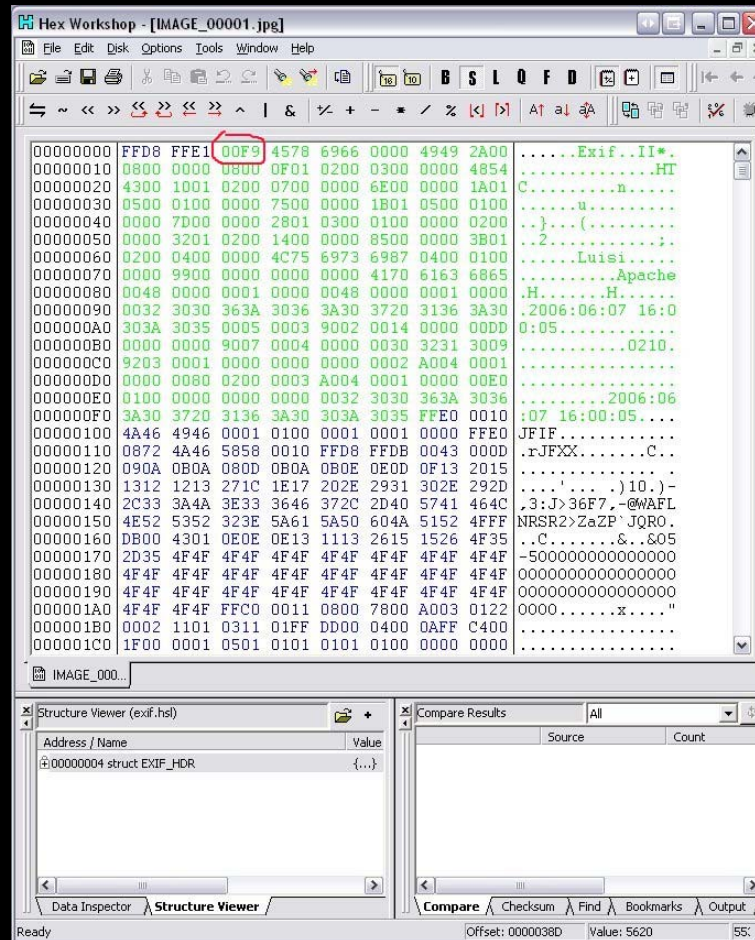 Hex Workshop - [IMAGE_00001.jpg]
File Edit Disk Options Tools Window Help
B S L Q F D
00000000 FFD8 FFE1 00F9 4578 6966 0000 4949 2A00 ......Exif..II*.
00000010 0800 0000 0800 0F01 0200 0300 0000 4854 ..............HT
00000020 4300 1001 0200 0700 0000 6E00 0000 1A01 C.........n.....
00000030 0500 0100 0000 7500 0000 1B01 0500 0100 ......u.........
00000040 0000 7D00 0000 2801 0300 0100 0000 0200 ..}...(.........
00000050 0000 3201 0200 1400 0000 8500 0000 3B01 ..2...........;.
00000060 0200 0400 0000 4C75 6973 6987 0400 0100 ......Luisi.....
00000070 0000 9900 0000 0000 0000 4170 6163 6865 ..........Apache
00000080 0048 0000 0001 0000 0048 0000 0001 0000 .H.......H......
00000090 0032 3030 363A 3036 3A30 3720 3136 3A30 .2006:06:07 16:0
000000A0 303A 3035 0005 0003 9002 0014 0000 00DD 0:05............
000000B0 0000 9007 0004 0000 0030 3231 3009 ..........0210.
000000C0 9203 0001 0000 0000 0002 A004 0001 ................
000000D0 0000 0080 0200 0003 A004 0001 0000 00E0 ................
000000E0 0100 0000 0000 0032 3030 363A 3036 .........2006:06
000000F0 3A30 3720 3136 3A30 303A 3035 FFE0 0010 :07 16:00:05....
00000100 4A46 4946 0001 0100 0001 0001 0000 FFE0 JFIF............
00000110 0872 4A46 5858 0010 FFD8 FFDB 0043 000D .rJFXX.......C..
00000120 090A 0B0A 080D 0B0A 0B0E 0E0D 0F13 2015 .............. .
00000130 1312 1213 271C 1E17 202E 2931 302E 292D ....'... .)10.)-
00000140 2C33 3A4A 3E33 3646 372C 2D40 5741 464C ,3:J>36F7,-@WAFL
00000150 4E52 5352 323E 5A61 5A50 604A 5152 4FFF NRSR2>ZaZP`JQRO.
00000160 DB00 4301 0E0E 0E13 1113 2615 1526 4F35 ..C.......&..&O5
00000170 2D35 4F4F 4F4F 4F4F 4F4F 4F4F 4F4F 4F4F -5OOOOOOOOOOOOOO
00000180 4F4F 4F4F 4F4F 4F4F 4F4F 4F4F 4F4F 4F4F OOOOOOOOOOOOOOOO
00000190 4F4F 4F4F 4F4F 4F4F 4F4F 4F4F 4F4F 4F4F OOOOOOOOOOOOOOOO
000001A0 4F4F 4F4F FFC0 0011 0800 7800 A003 0122 OOOO......x...."
000001B0 0002 1101 0311 01FF DD00 0400 0AFF C400 ................
000001C0 1F00 0001 0501 0101 0101 0100 0000 0000 ................
IMAGE_000...
Structure Viewer (exif.hsl)
Address / Name Value
00000004 struct EXIF_HDR {...}
Data Inspector Structure Viewer
Compare Results All
Source Count
Compare Checksum Find Bookmarks Output
Ready Offset: 0000038D Value: 5620